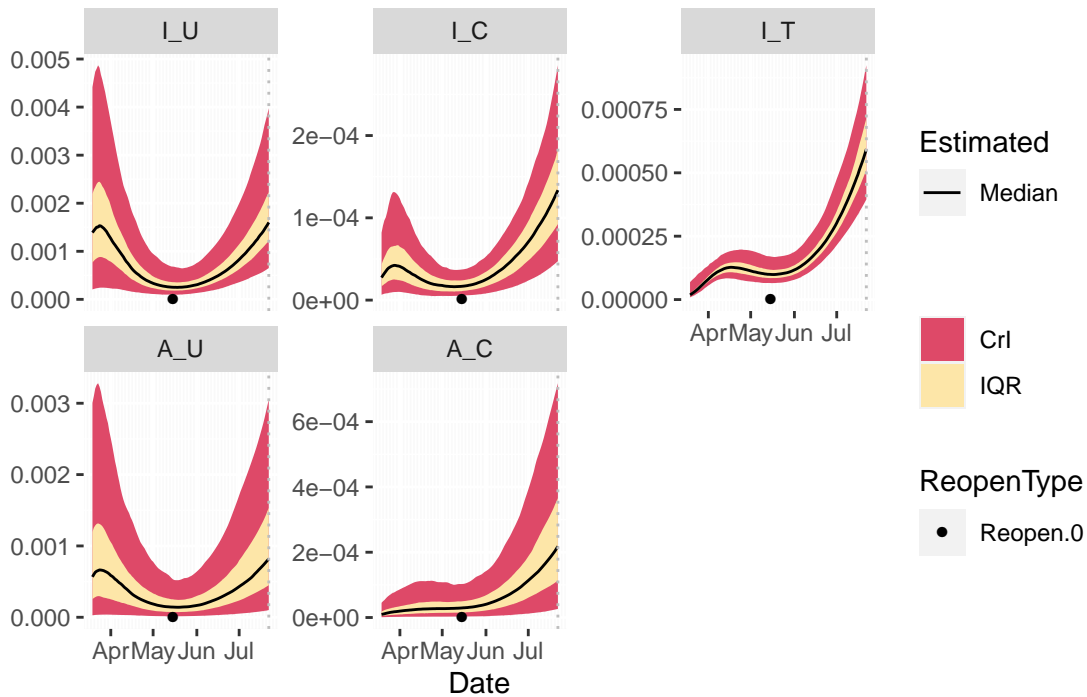 I_U
I_C
I_T
0.005
0.004
0.003
0.002
0.001
0.000
2e−04
1e−04
0e+00
0.00075
0.00050
0.00025
0.00000
Apr May Jun Jul
A_U
A_C
0.003
0.002
0.001
0.000
6e−04
4e−04
2e−04
0e+00
Apr May Jun Jul
Apr May Jun Jul
Date
Estimated
Median
CrI
IQR
ReopenType
Reopen.0